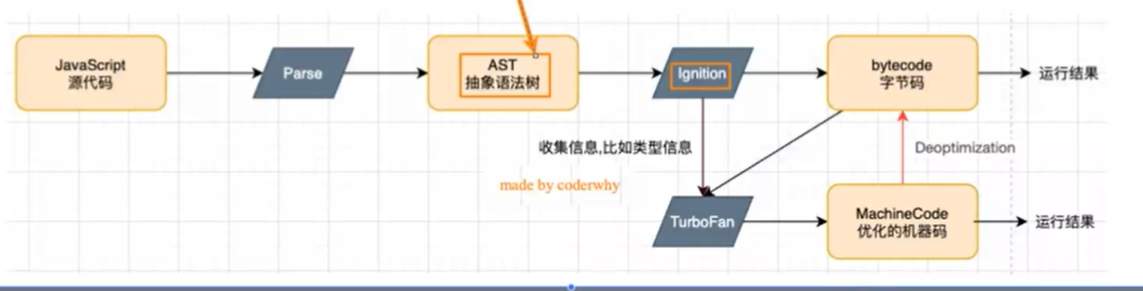 JavaScript
源代码
Parse
AST
抽象语法树
Ignition
bytecode
字节码
运行结果
收集信息,比如类型信息
Deoptimization
made by coderwhy
TurboFan
MachineCode
优化的机器码
运行结果